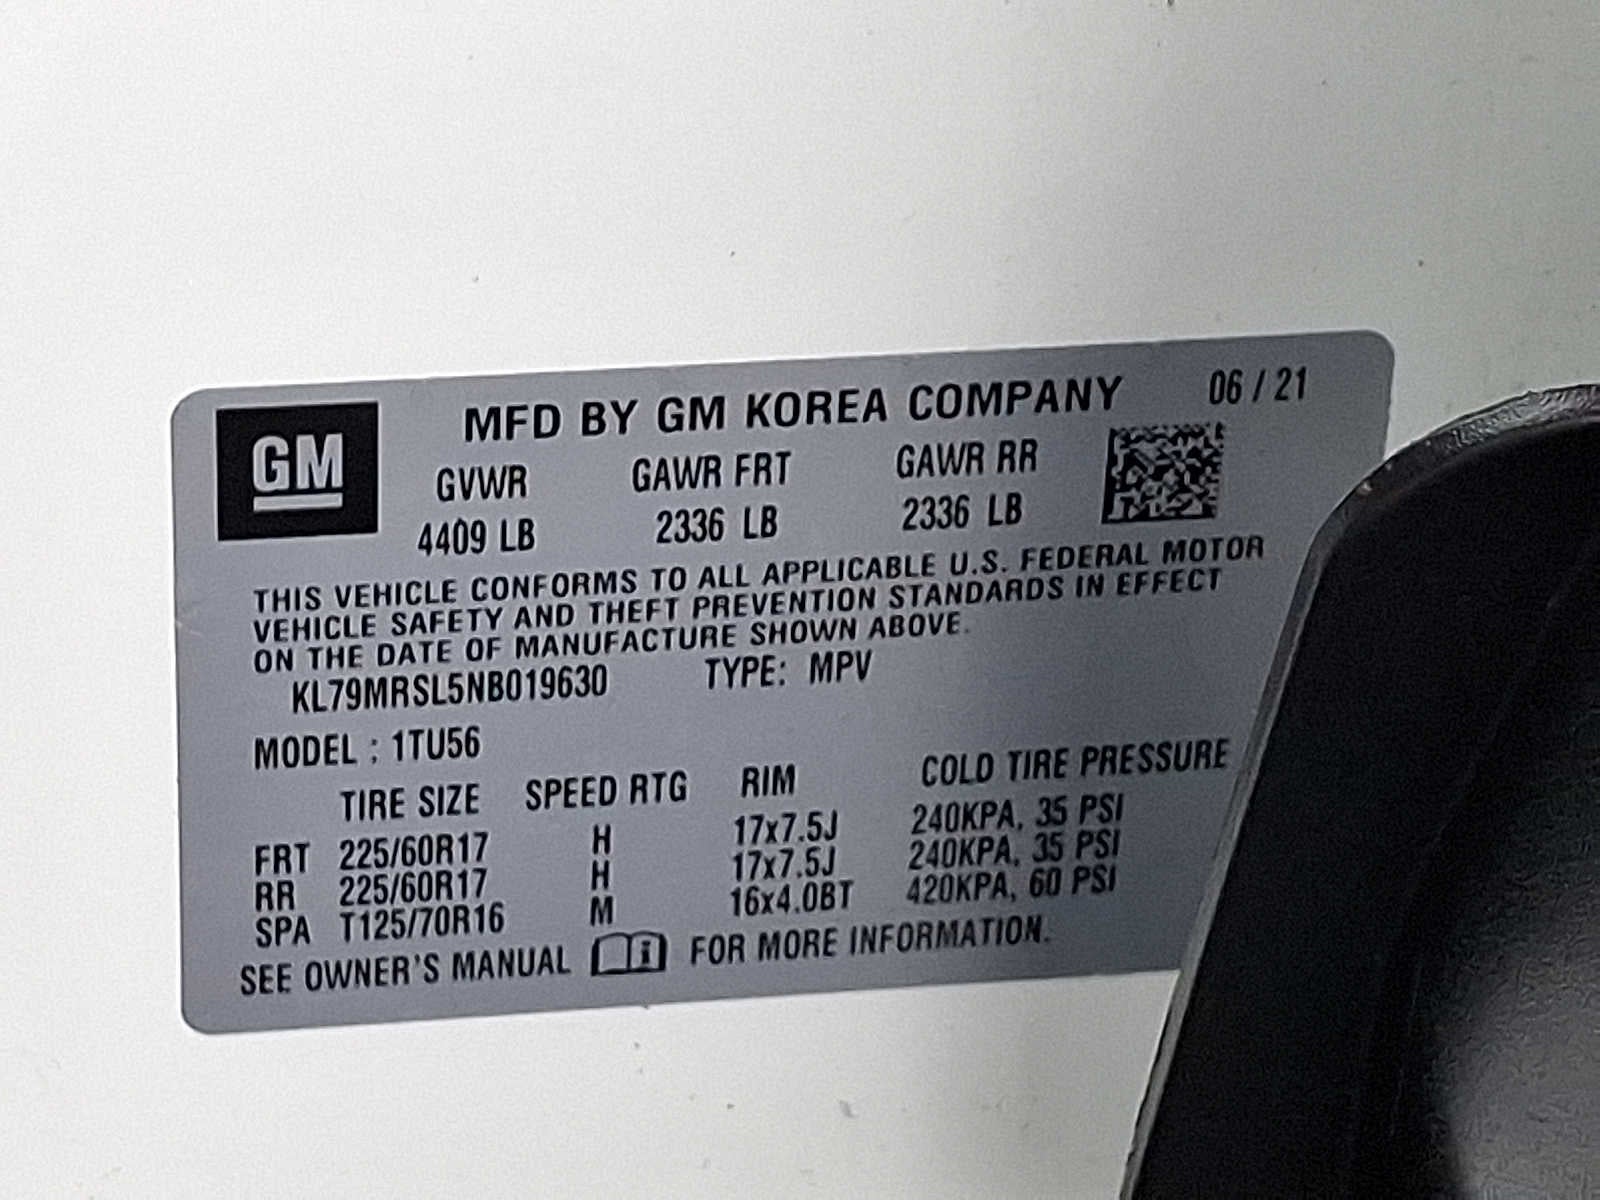 GM
MFD BY GM KOREA COMPANY 06 / 21
GVWR GAWR FRT GAWR RR
4409 LB 2336 LB 2336 LB
THIS VEHICLE CONFORMS TO ALL APPLICABLE U.S. FEDERAL MOTOR
VEHICLE SAFETY AND THEFT PREVENTION STANDARDS IN EFFECT
ON THE DATE OF MANUFACTURE SHOWN ABOVE.
KL79MRSL5NB019630 TYPE: MPV
MODEL : 1TU56
TIRE SIZE SPEED RTG RIM COLD TIRE PRESSURE
FRT 225/60R17 H 17x7.5J 240KPA, 35 PSI
RR 225/60R17 H 17x7.5J 240KPA, 35 PSI
SPA T125/70R16 M 16x4.0BT 420KPA, 60 PSI
SEE OWNER'S MANUAL FOR MORE INFORMATION.